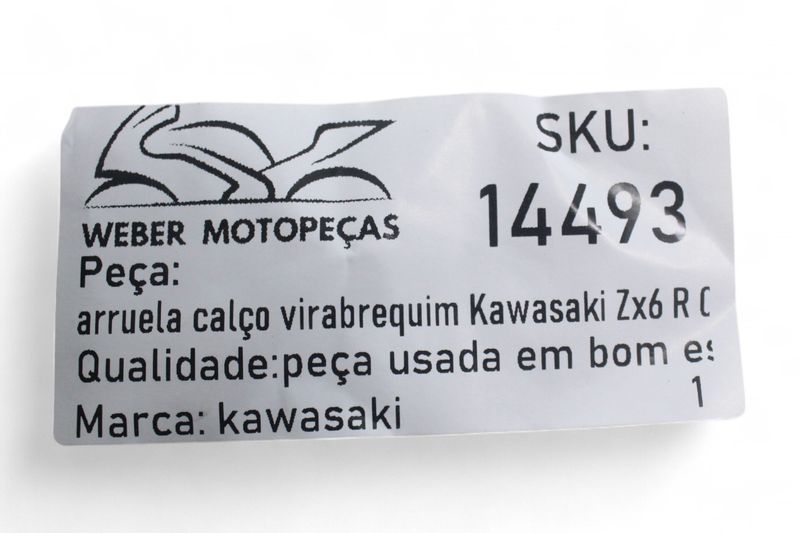 SKU:
14493
WEBER MOTOPEÇAS
Peça:
arruela calço virabrequim Kawasaki Zx6 R
Qualidade:peça usada em bom
1
Marca: kawasaki